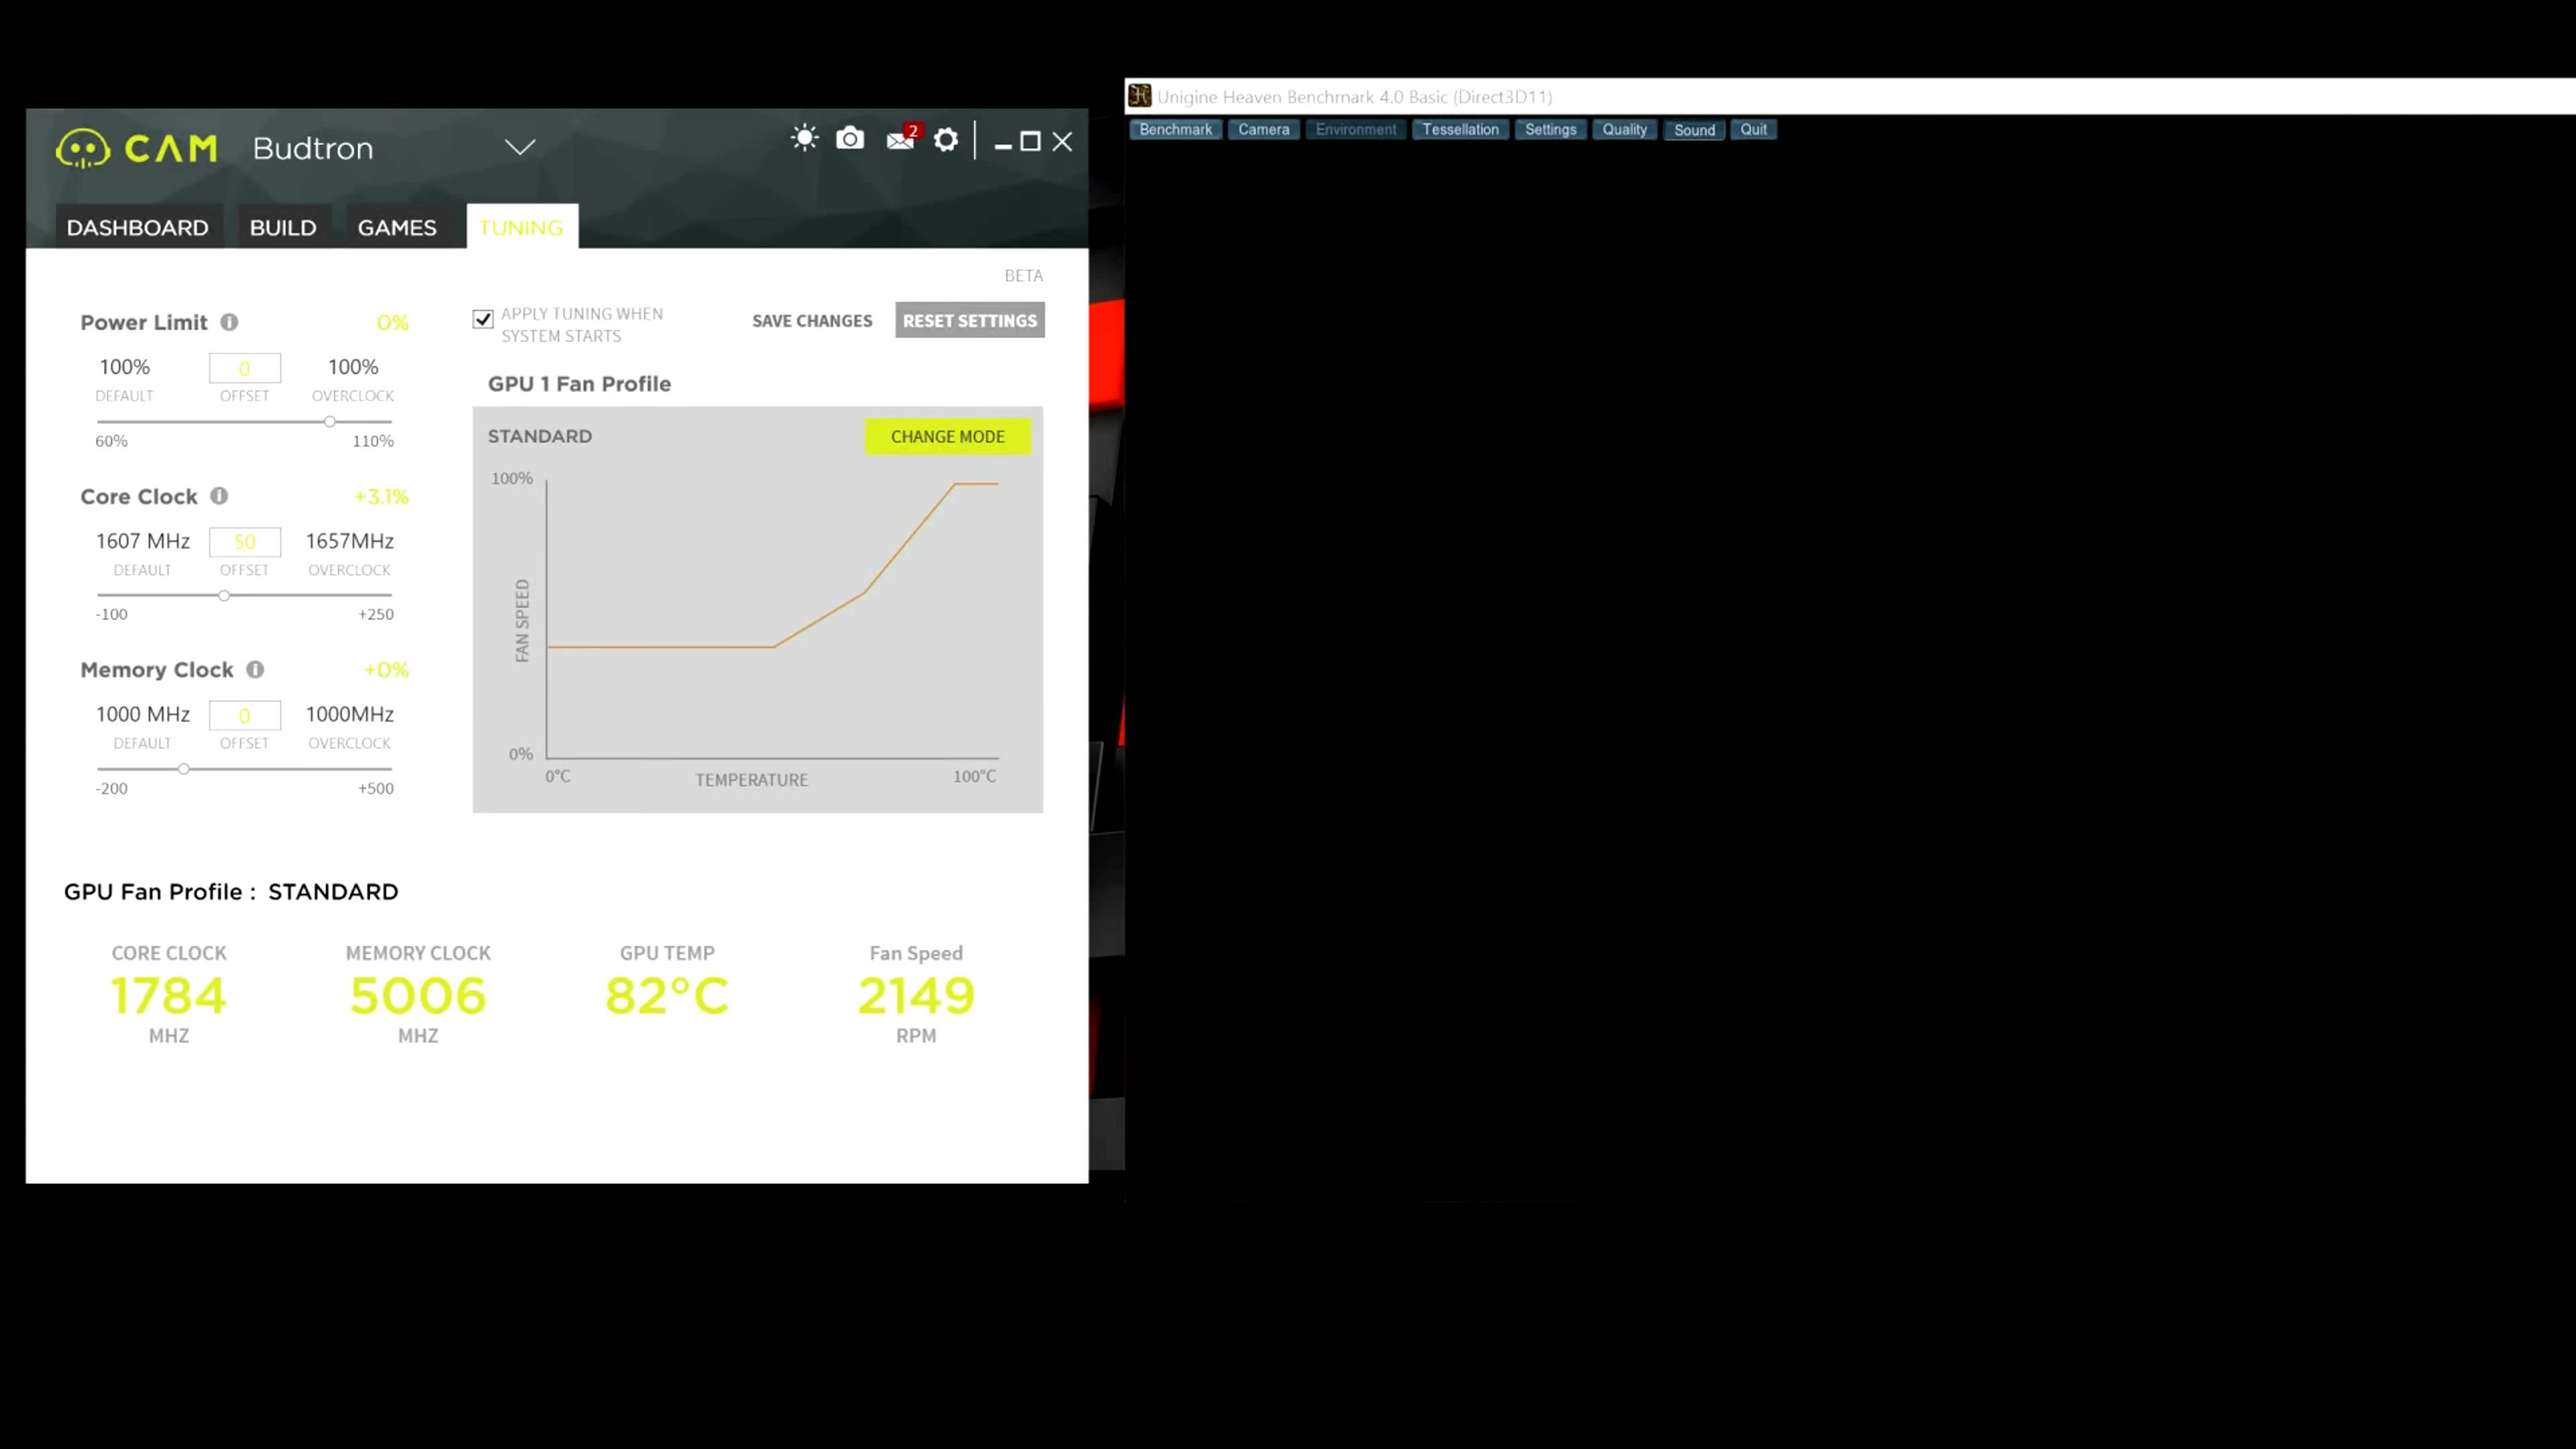 CAM Budtron
2
DASHBOARD BUILD GAMES TUNING
BETA
Power Limit 0%
100% 0 100%
DEFAULT OFFSET OVERCLOCK
60% 110%
Core Clock +3.1%
1607 MHz 50 1657MHz
DEFAULT OFFSET OVERCLOCK
-100 +250
Memory Clock +0%
1000 MHz 0 1000MHz
DEFAULT OFFSET OVERCLOCK
-200 +500
APPLY TUNING WHEN
SYSTEM STARTS
SAVE CHANGES RESET SETTINGS
GPU 1 Fan Profile
STANDARD CHANGE MODE
100%
FAN SPEED
0%
0°C TEMPERATURE 100°C
GPU Fan Profile : STANDARD
CORE CLOCK MEMORY CLOCK GPU TEMP Fan Speed
1784 5006 82°C 2149
MHZ MHZ RPM
Unigine Heaven Benchmark 4.0 Basic (Direct3D11)
Benchmark Camera Environment Tessellation Settings Quality Sound Quit